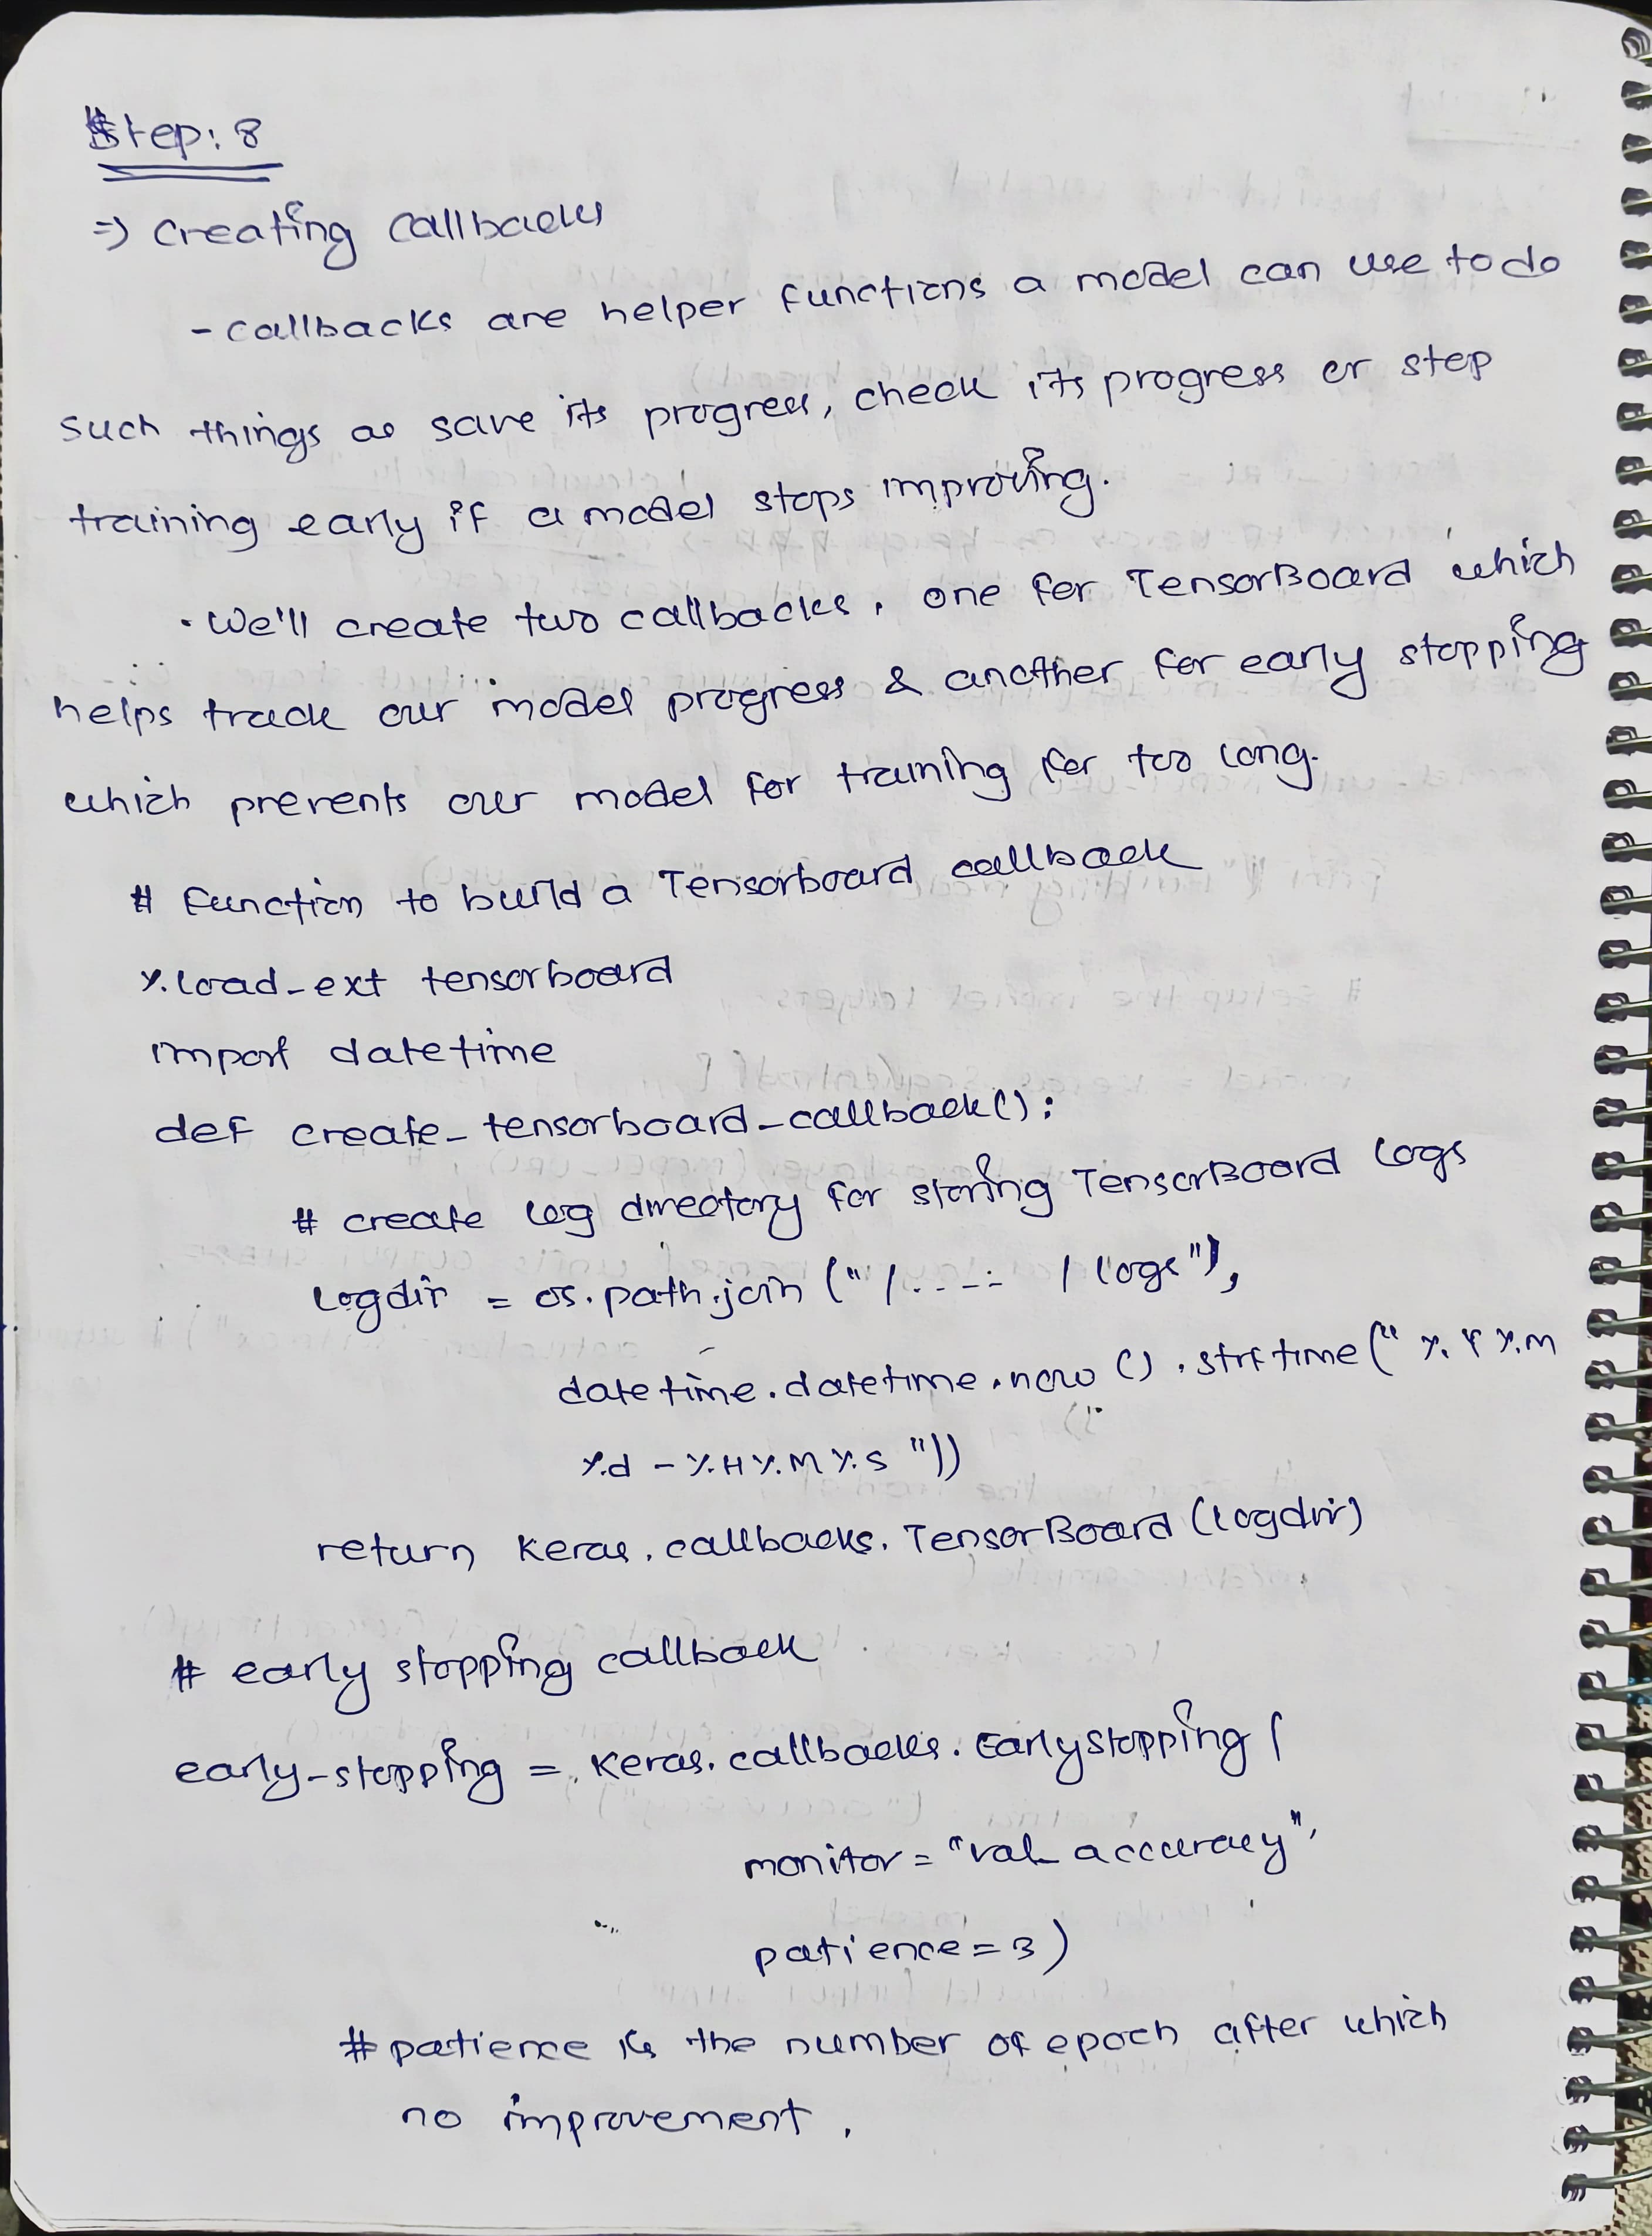 Step: 8
=> Creating Callbacks
- callbacks are helper functions a model can use to do
such things as save its progress, check its progress or stop
training early if a model stops improving.
• We'll create two callbacks, one for TensorBoard which
helps track our model progress & another for early stopping
which prevents our model for training for too long.
# Function to build a Tensorboard callback
%.load_ext tensorboard
import datetime
def create_tensorboard_callback():
# create log directory for storing TensorBoard logs
logdir = os.path.join ("/..--- / logs"),
datetime.datetime.now().strftime("%Y%m
%d - %H%M%S"))
return keras.callbacks.TensorBoard(logdir)
# early stopping callback
early_stopping = keras.callbacks.EarlyStopping(
monitor = "val_accuracy",
patience = 3)
# patience is the number of epoch after which
no improvement.